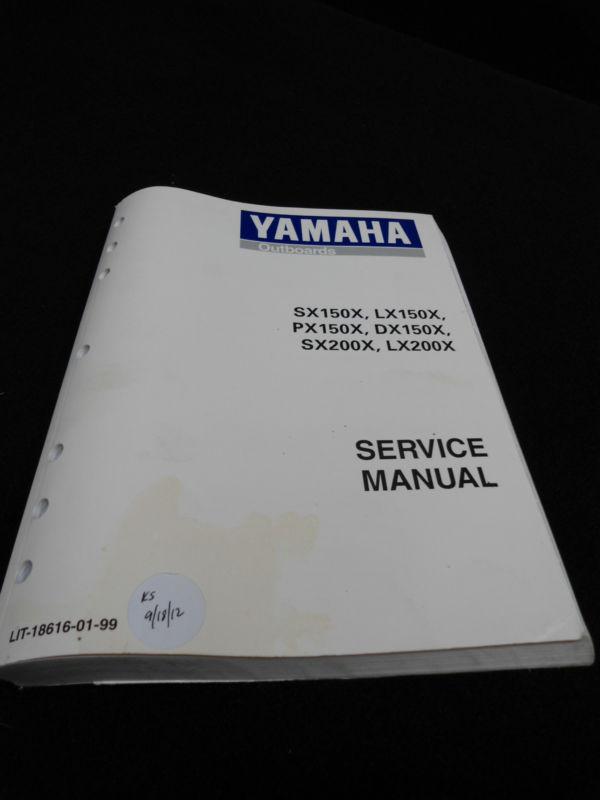 YAMAHA
Outboards
SX150X, LX150X,
PX150X, DX150X,
SX200X, LX200X
SERVICE
MANUAL
KS
9/18/12
LIT-18616-01-99